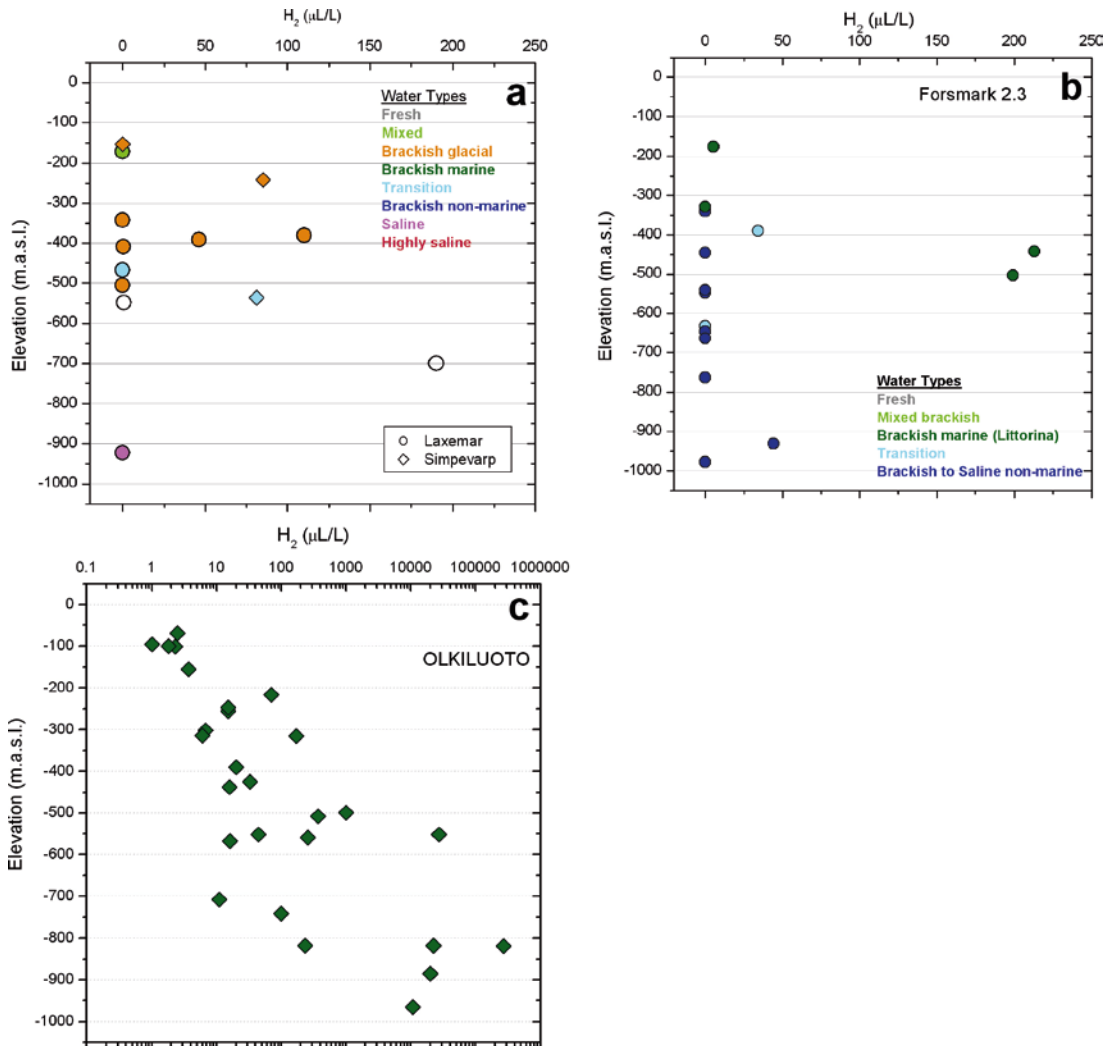 H2 (µL/L)
0 50 100 150 200 250
a
Water Types
Fresh
Mixed
Brackish glacial
Brackish marine
Transition
Brackish non-marine
Saline
Highly saline
Laxemar
Simpevarp
Elevation (m.a.s.l.)
0
-100
-200
-300
-400
-500
-600
-700
-800
-900
-1000
H2 (µL/L)
0 50 100 150 200 250
b
Forsmark 2.3
Water Types
Fresh
Mixed brackish
Brackish marine (Littorina)
Transition
Brackish to Saline non-marine
Elevation (m.a.s.l.)
0
-100
-200
-300
-400
-500
-600
-700
-800
-900
-1000
H2 (µL/L)
0.1 1 10 100 1000 10000 100000 1000000
c
OLKILUOTO
Elevation (m.a.s.l.)
0
-100
-200
-300
-400
-500
-600
-700
-800
-900
-1000